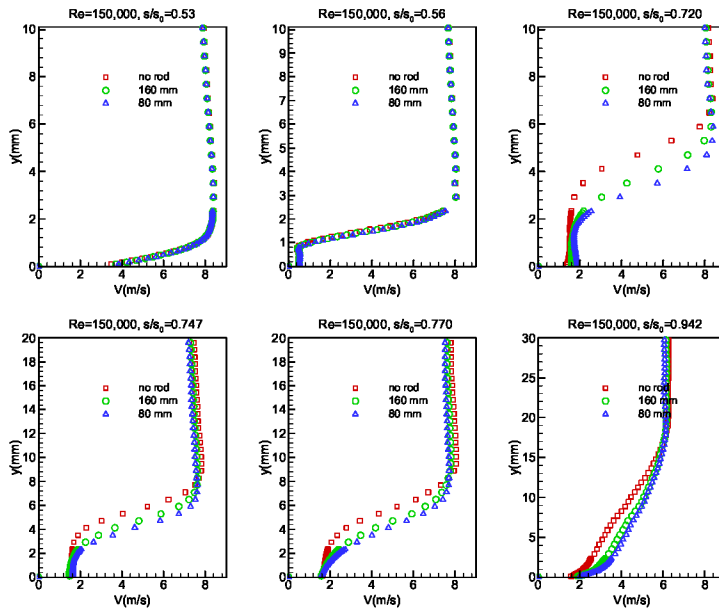 Re=150,000, s/s0=0.53
10
8
6
4
2
0
y(mm)
no rod
160 mm
80 mm
0 2 4 6 8
V(m/s)
Re=150,000, s/s0=0.56
10
9
8
7
6
5
4
3
2
1
0
y(mm)
no rod
160 mm
80 mm
0 2 4 6 8
V(m/s)
Re=150,000, s/s0=0.720
10
8
6
4
2
0
y(mm)
no rod
160 mm
80 mm
0 2 4 6 8
V(m/s)
Re=150,000, s/s0=0.747
20
18
16
14
12
10
8
6
4
2
0
y(mm)
no rod
160 mm
80 mm
0 2 4 6 8
V(m/s)
Re=150,000, s/s0=0.770
20
18
16
14
12
10
8
6
4
2
0
y(mm)
no rod
160 mm
80 mm
0 2 4 6 8
V(m/s)
Re=150,000, s/s0=0.942
30
25
20
15
10
5
0
y(mm)
no rod
160 mm
80 mm
0 2 4 6 8
V(m/s)